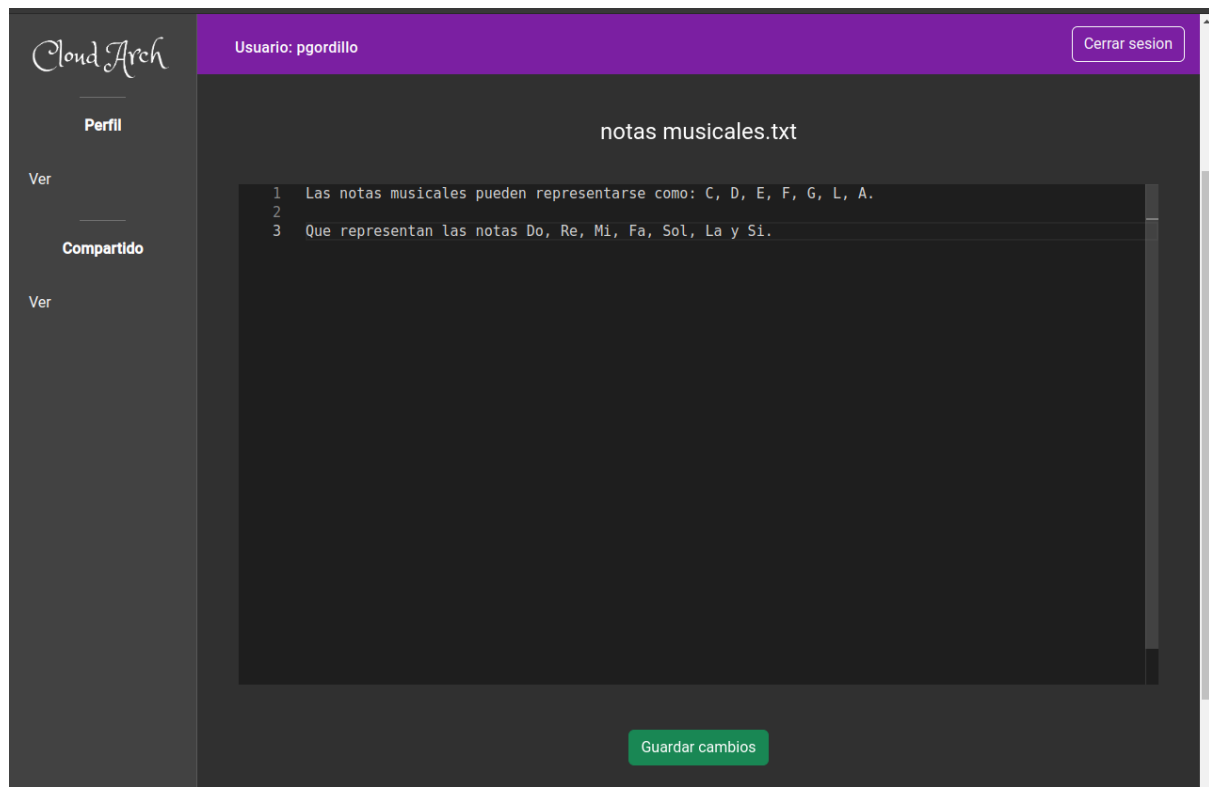 Cloud Arch
Usuario: pgordillo
Cerrar sesion
Perfil
Ver
Compartido
Ver
notas musicales.txt
1 Las notas musicales pueden representarse como: C, D, E, F, G, L, A.
2
3 Que representan las notas Do, Re, Mi, Fa, Sol, La y Si.
Guardar cambios